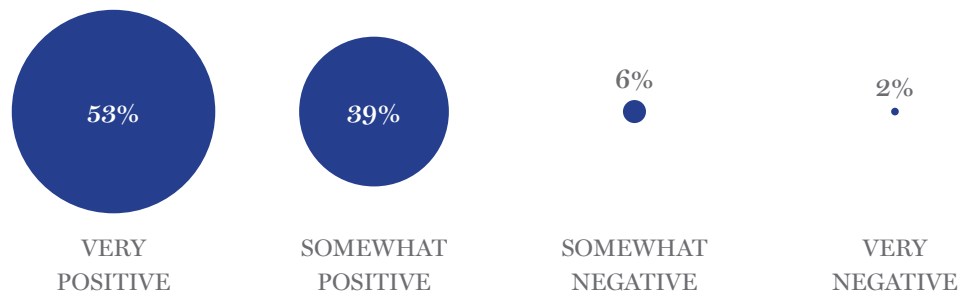 53%
39%
6%
2%
VERY
POSITIVE
SOMEWHAT
POSITIVE
SOMEWHAT
NEGATIVE
VERY
NEGATIVE